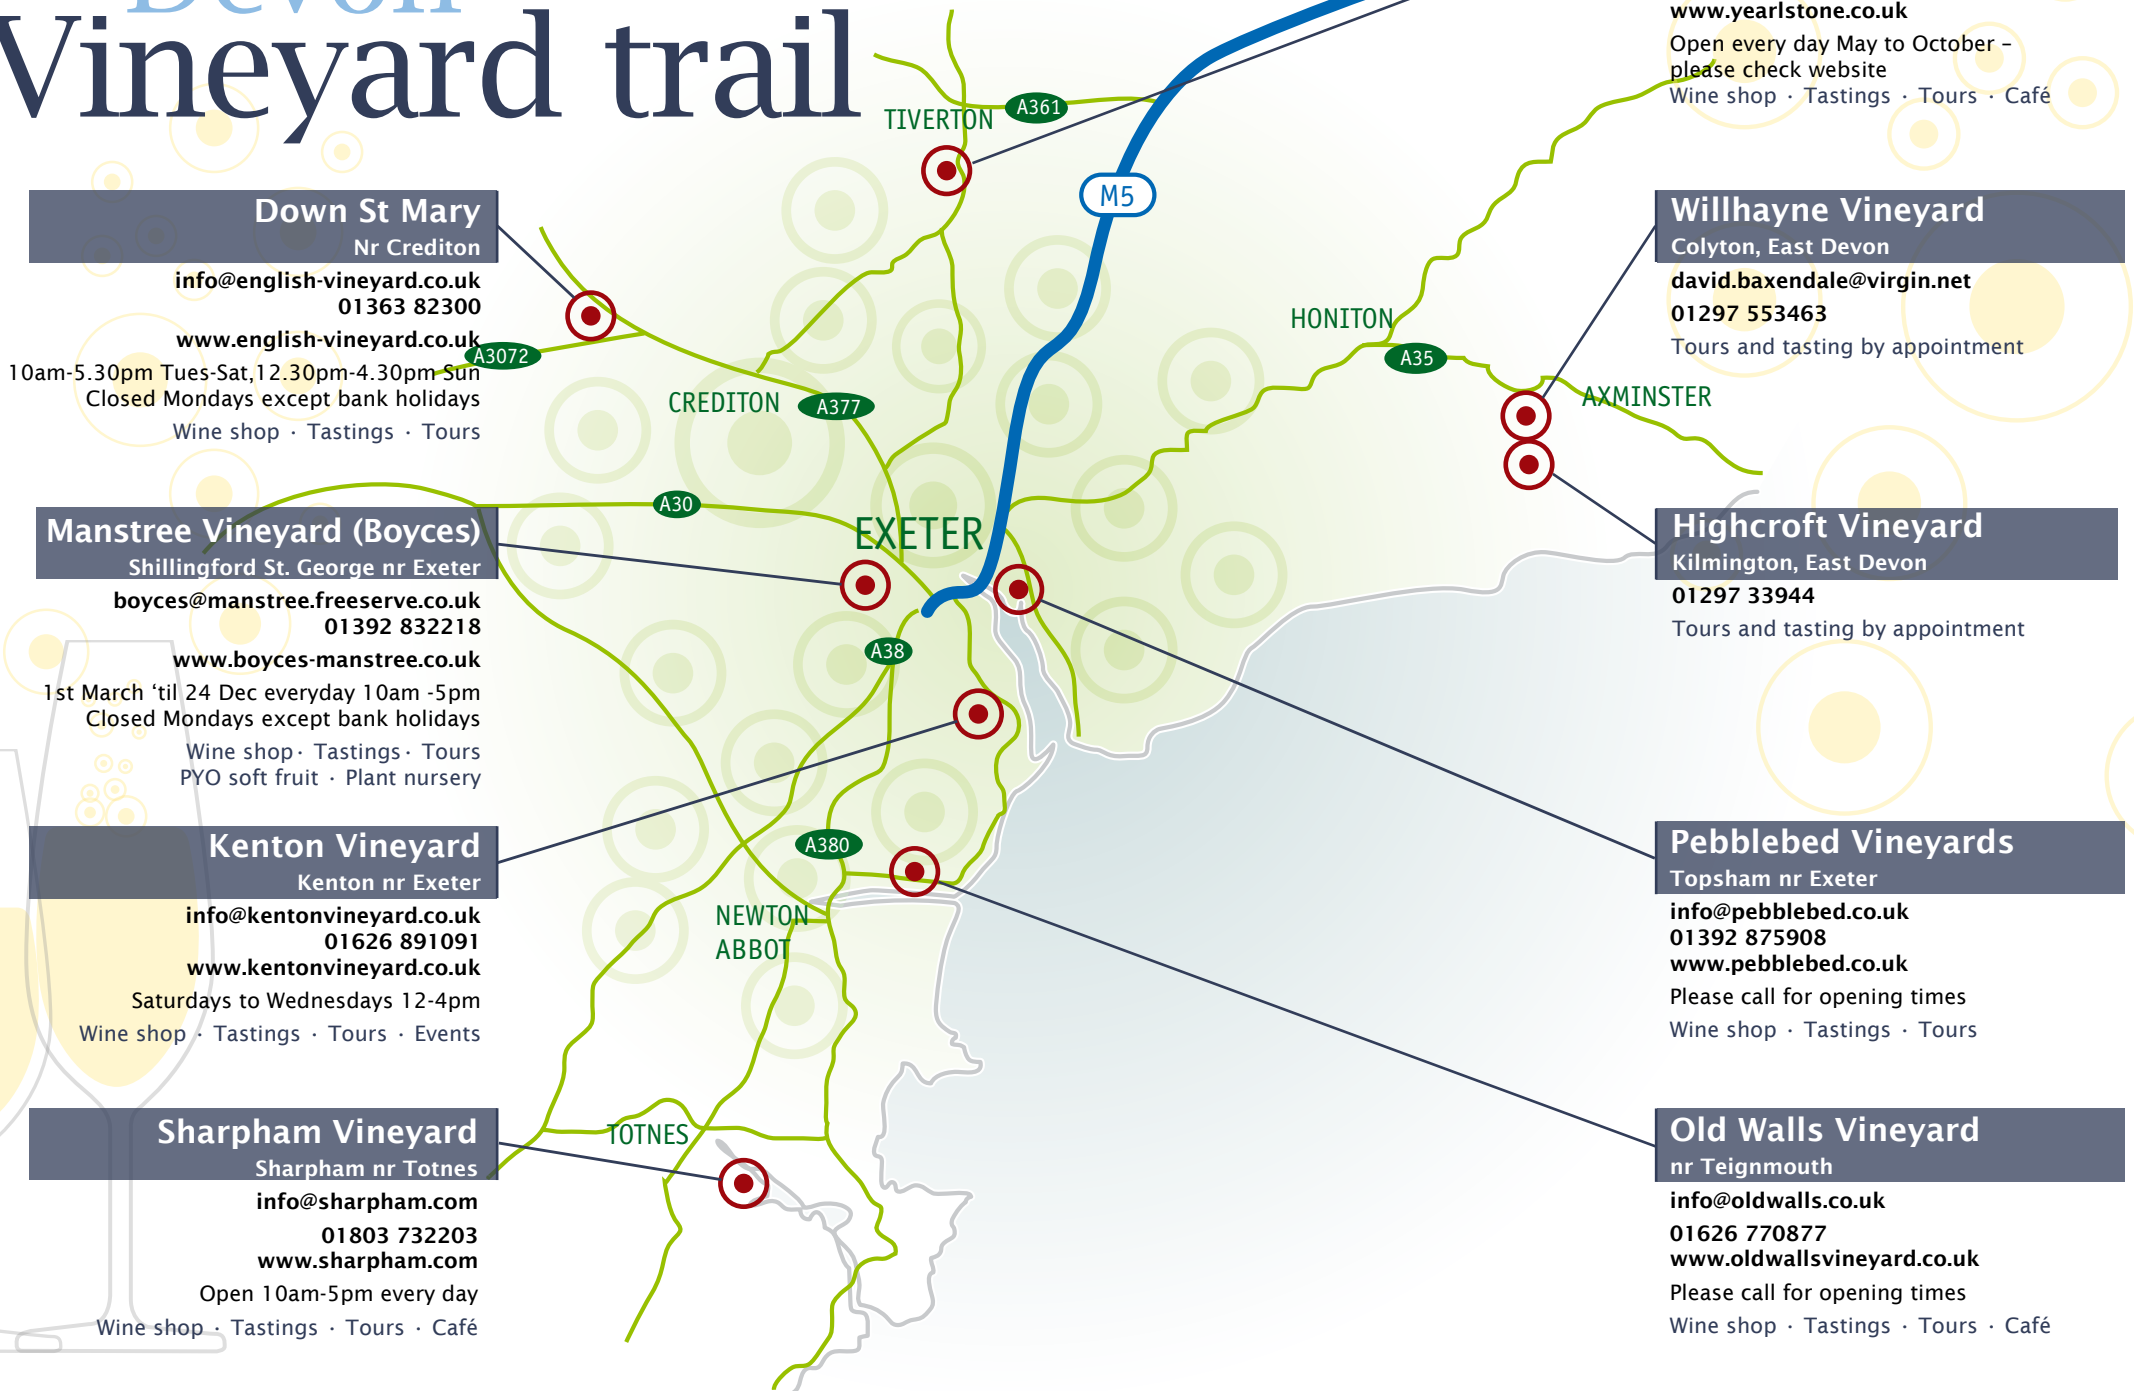 Devon
Vineyard trail
Down St Mary
Nr Crediton
info@english-vineyard.co.uk
01363 82300
www.english-vineyard.co.uk
10am-5.30pm Tues-Sat,12.30pm-4.30pm Sun
Closed Mondays except bank holidays
Wine shop · Tastings · Tours
Manstree Vineyard (Boyces)
Shillingford St. George nr Exeter
boyces@manstree.freeserve.co.uk
01392 832218
www.boyces-manstree.co.uk
1st March ‘til 24 Dec everyday 10am -5pm
Closed Mondays except bank holidays
Wine shop· Tastings· Tours
PYO soft fruit · Plant nursery
Kenton Vineyard
Kenton nr Exeter
info@kentonvineyard.co.uk
01626 891091
www.kentonvineyard.co.uk
Saturdays to Wednesdays 12-4pm
Wine shop · Tastings · Tours · Events
Sharpham Vineyard
Sharpham nr Totnes
info@sharpham.com
01803 732203
www.sharpham.com
Open 10am-5pm every day
Wine shop · Tastings · Tours · Café
TIVERTON
A361
M5
HONITON
A35
AXMINSTER
A3072
CREDITON
A377
A30
EXETER
A38
A380
NEWTON
ABBOT
TOTNES
www.yearlstone.co.uk
Open every day May to October –
please check website
Wine shop · Tastings · Tours · Café
Willhayne Vineyard
Colyton, East Devon
david.baxendale@virgin.net
01297 553463
Tours and tasting by appointment
Highcroft Vineyard
Kilmington, East Devon
01297 33944
Tours and tasting by appointment
Pebblebed Vineyards
Topsham nr Exeter
info@pebblebed.co.uk
01392 875908
www.pebblebed.co.uk
Please call for opening times
Wine shop · Tastings · Tours
Old Walls Vineyard
nr Teignmouth
info@oldwalls.co.uk
01626 770877
www.oldwallsvineyard.co.uk
Please call for opening times
Wine shop · Tastings · Tours · Café